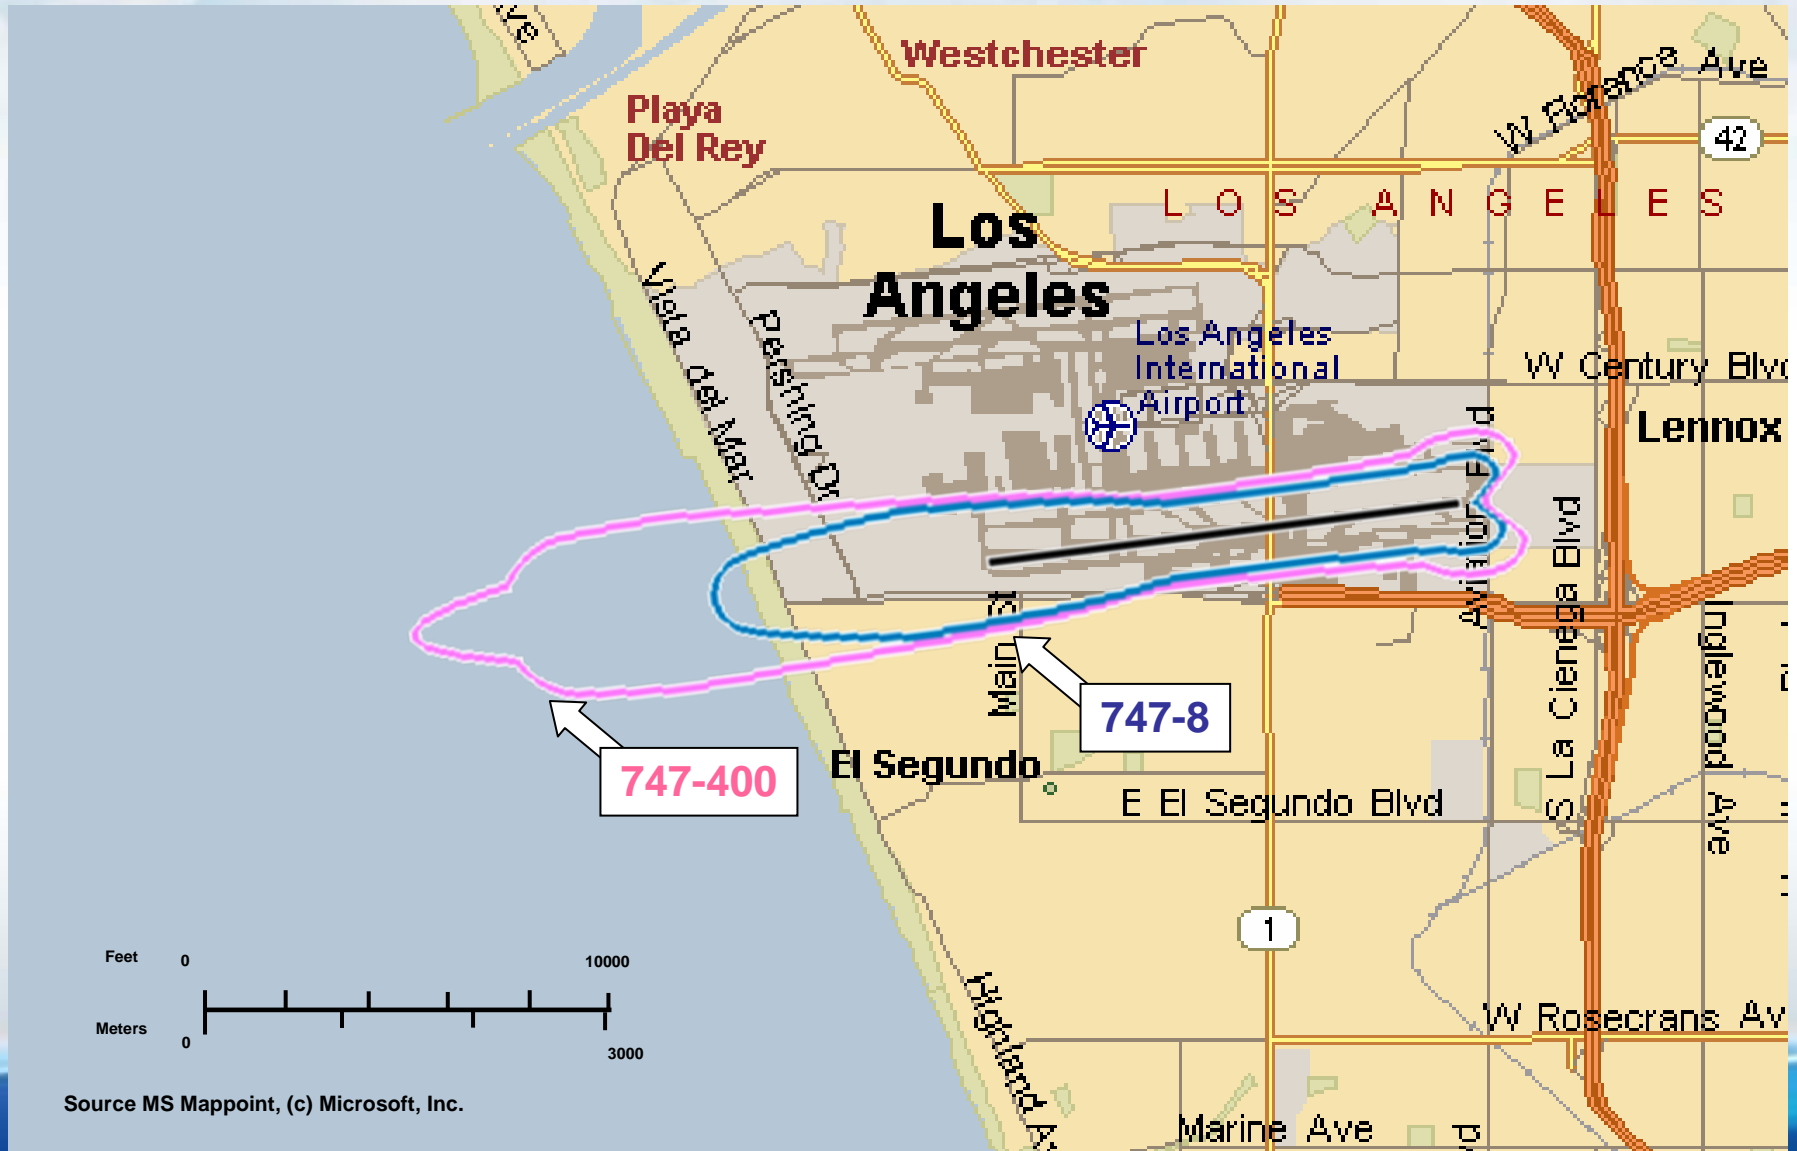 Ave
Westchester
Playa
Del Rey
W Florence Ave
42
LOS ANGELES
Los
Angeles
Vista del Mar
Pershing Dr
Los Angeles
International
Airport
W Century Blvd
Lennox
Aviation Blvd
S La Cienega Blvd
Inglewood Ave
Main St
747-8
747-400
El Segundo
E El Segundo Blvd
1
Feet 0 10000
Meters 0 3000
Highland Av
W Rosecrans Av
Source MS Mappoint, (c) Microsoft, Inc.
Marine Ave